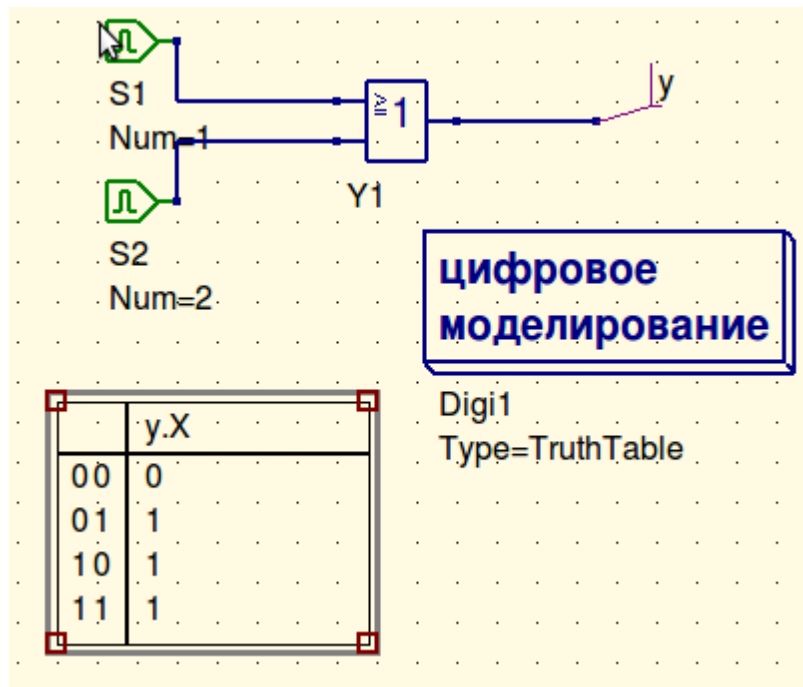 S1
Num=1
≥1
y
Y1
S2
Num=2
цифровое
моделирование
Digi1
Type=TruthTable
y.X
00 0
01 1
10 1
11 1